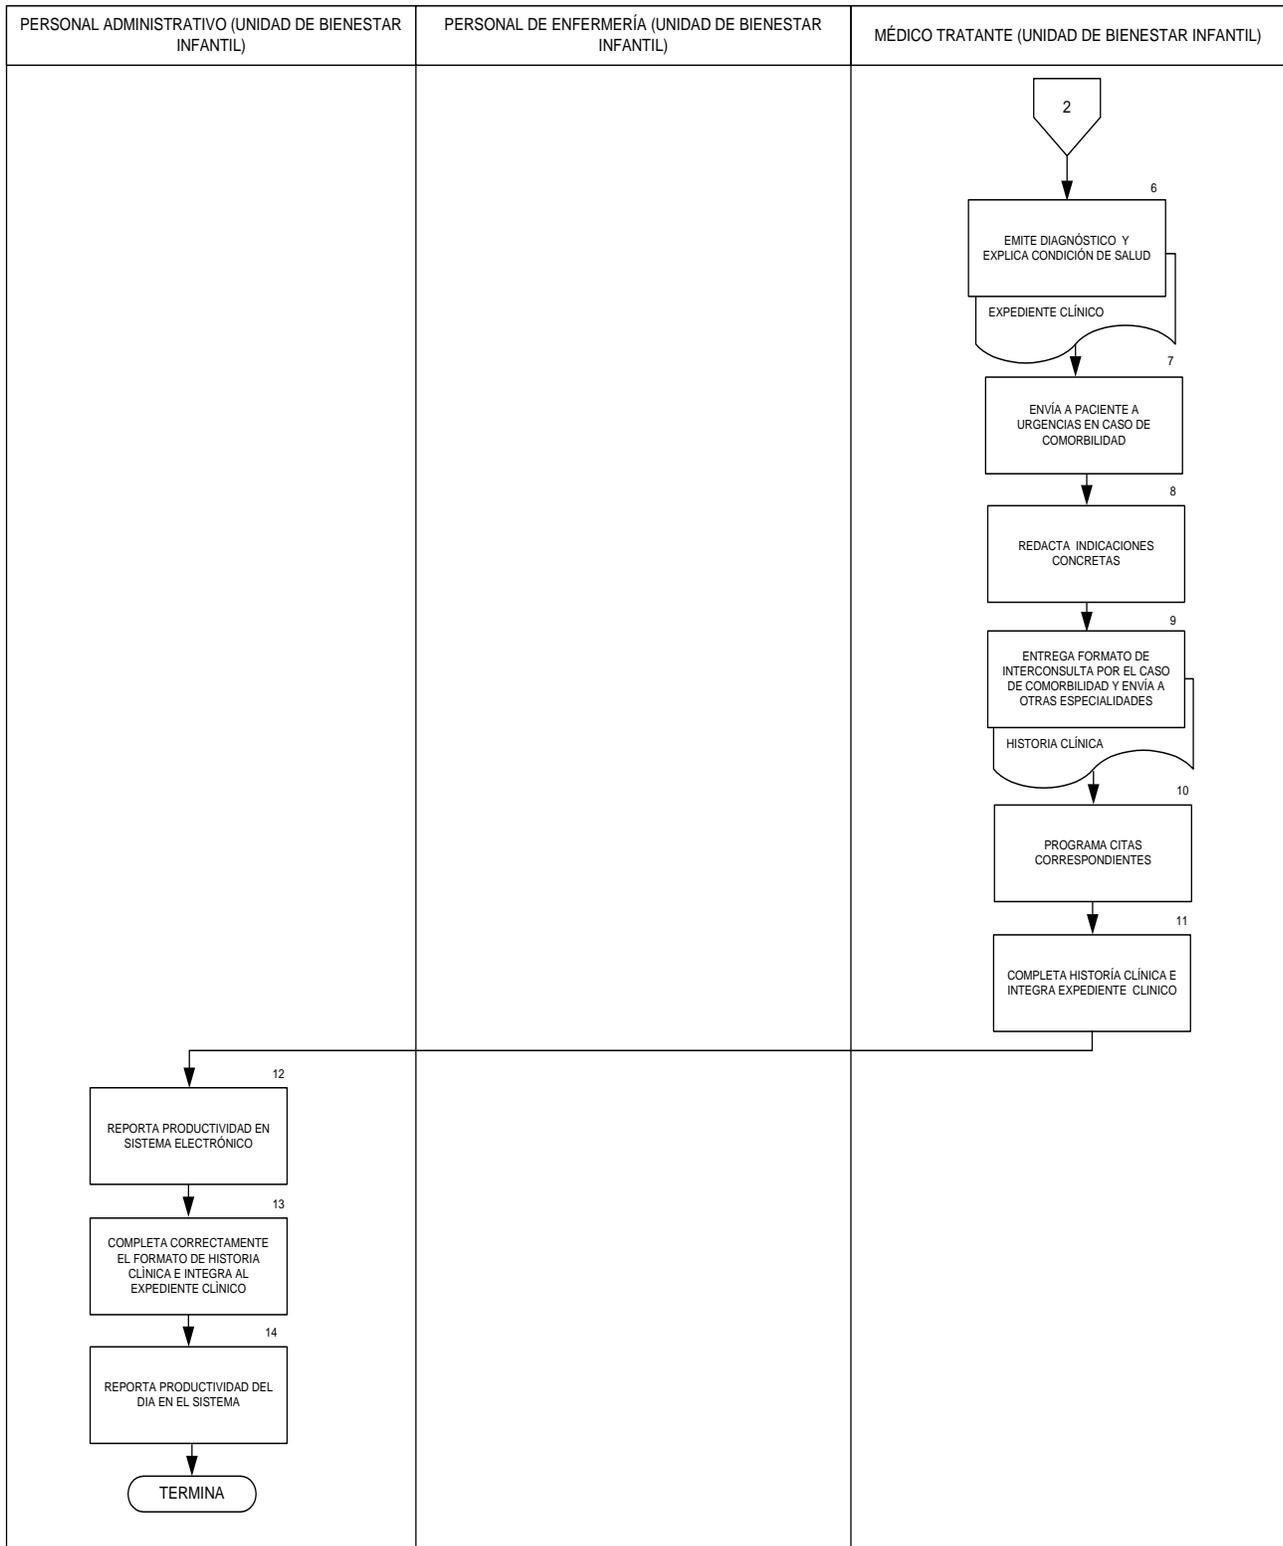 PERSONAL ADMINISTRATIVO (UNIDAD DE BIENESTAR
INFANTIL)
PERSONAL DE ENFERMERÍA (UNIDAD DE BIENESTAR
INFANTIL)
MÉDICO TRATANTE (UNIDAD DE BIENESTAR INFANTIL)
2
6
EMITE DIAGNÓSTICO Y
EXPLICA CONDICIÓN DE SALUD
EXPEDIENTE CLÍNICO
7
ENVÍA A PACIENTE A
URGENCIAS EN CASO DE
COMORBILIDAD
8
REDACTA INDICACIONES
CONCRETAS
9
ENTREGA FORMATO DE
INTERCONSULTA POR EL CASO
DE COMORBILIDAD Y ENVÍA A
OTRAS ESPECIALIDADES
HISTORIA CLÍNICA
10
PROGRAMA CITAS
CORRESPONDIENTES
11
COMPLETA HISTORÍA CLÍNICA E
INTEGRA EXPEDIENTE CLINICO
12
REPORTA PRODUCTIVIDAD EN
SISTEMA ELECTRÓNICO
13
COMPLETA CORRECTAMENTE
EL FORMATO DE HISTORIA
CLÌNICA E INTEGRA AL
EXPEDIENTE CLÌNICO
14
REPORTA PRODUCTIVIDAD DEL
DIA EN EL SISTEMA
TERMINA